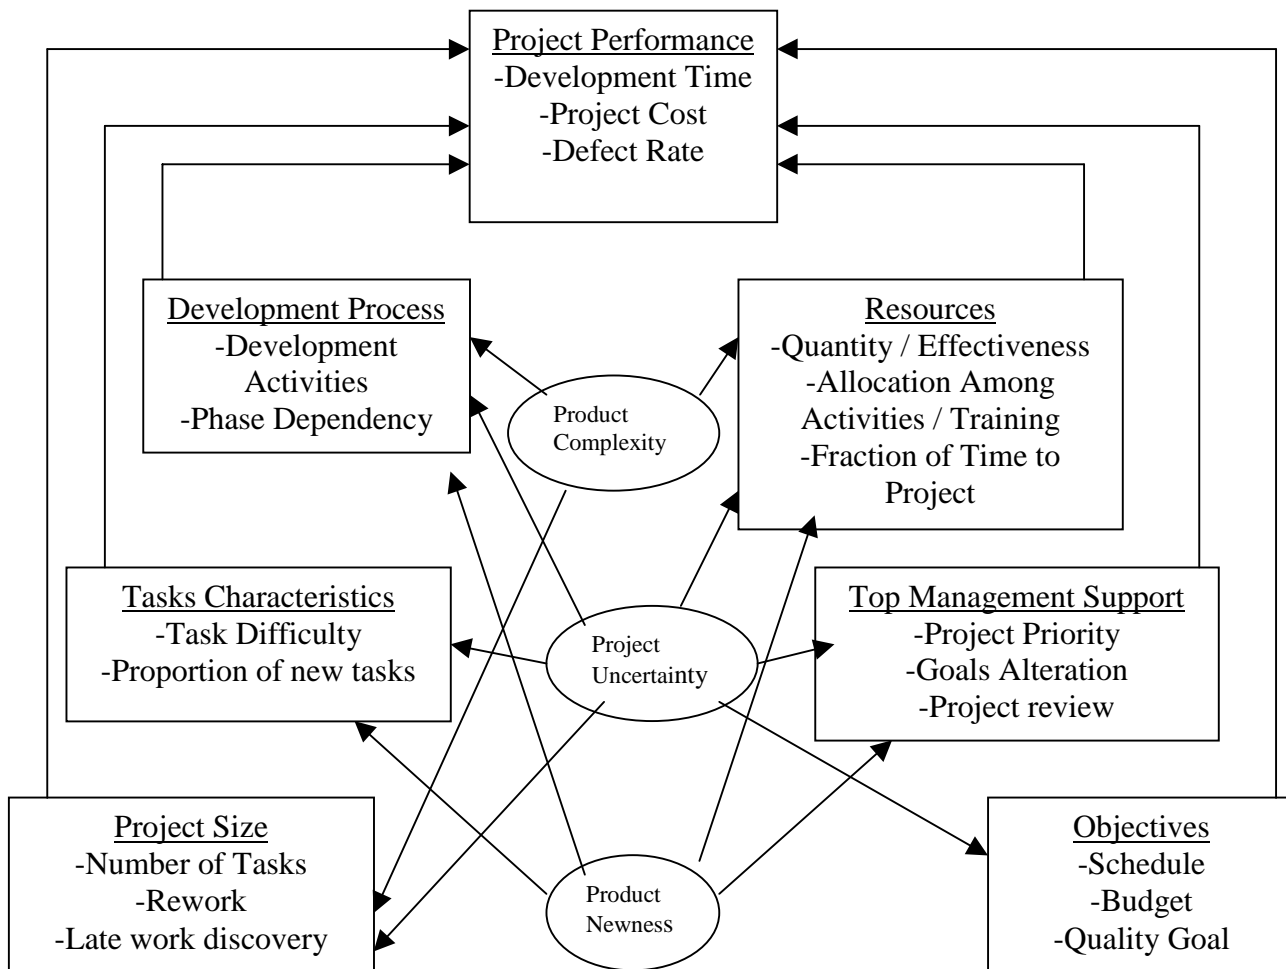 Project Performance
-Development Time
-Project Cost
-Defect Rate
Development Process
-Development
Activities
-Phase Dependency
Resources
-Quantity / Effectiveness
-Allocation Among
Activities / Training
-Fraction of Time to
Project
Product
Complexity
Tasks Characteristics
-Task Difficulty
-Proportion of new tasks
Project
Uncertainty
Top Management Support
-Project Priority
-Goals Alteration
-Project review
Project Size
-Number of Tasks
-Rework
-Late work discovery
Product
Newness
Objectives
-Schedule
-Budget
-Quality Goal